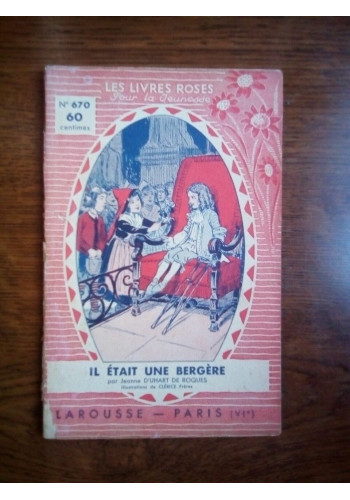 LES LIVRES ROSES
Pour la Jeunesse
N° 670
60
centimes
IL ÉTAIT UNE BERGÈRE
par Jeanne D'UHART DE ROQUES
Illustrations de CLÉRICE Frères
LAROUSSE — PARIS (VIe)